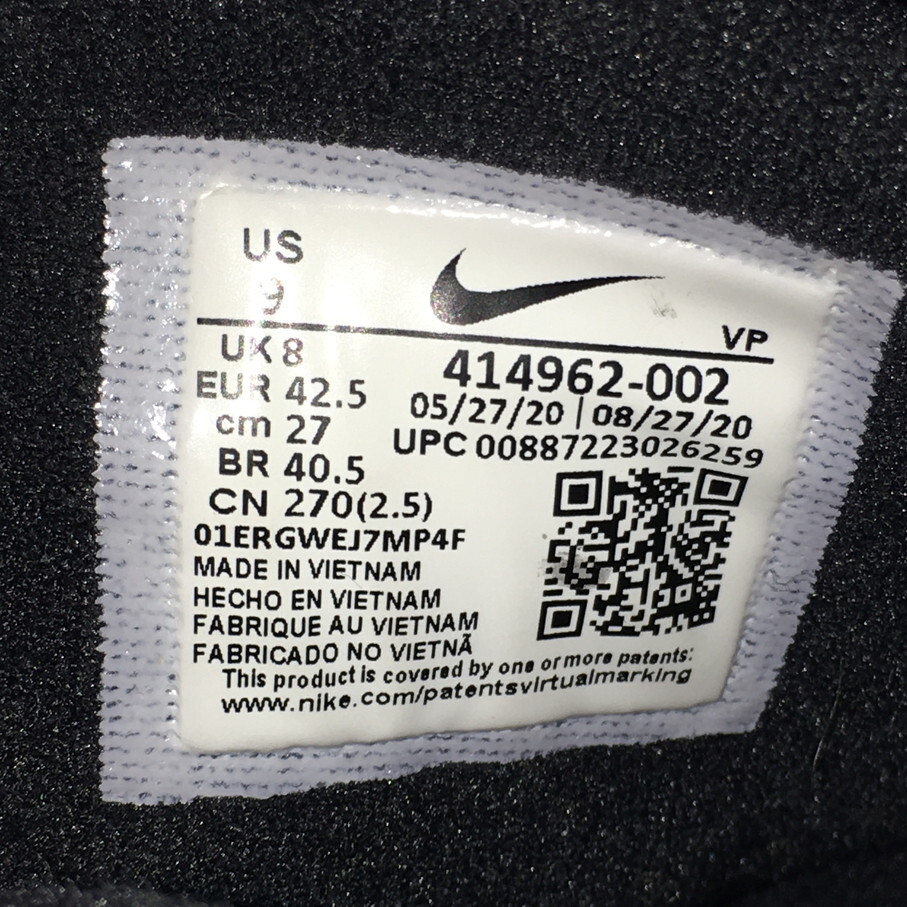 US
9
VP
UK 8
414962-002
EUR 42.5
05/27/20 | 08/27/20
cm 27
UPC 00887223026259
BR 40.5
CN 270(2.5)
01ERGWEJ7MP4F
MADE IN VIETNAM
HECHO EN VIETNAM
FABRIQUE AU VIETNAM
FABRICADO NO VIETNÃ
This product is covered by one or more patents:
www.nike.com/patentsvirtualmarking